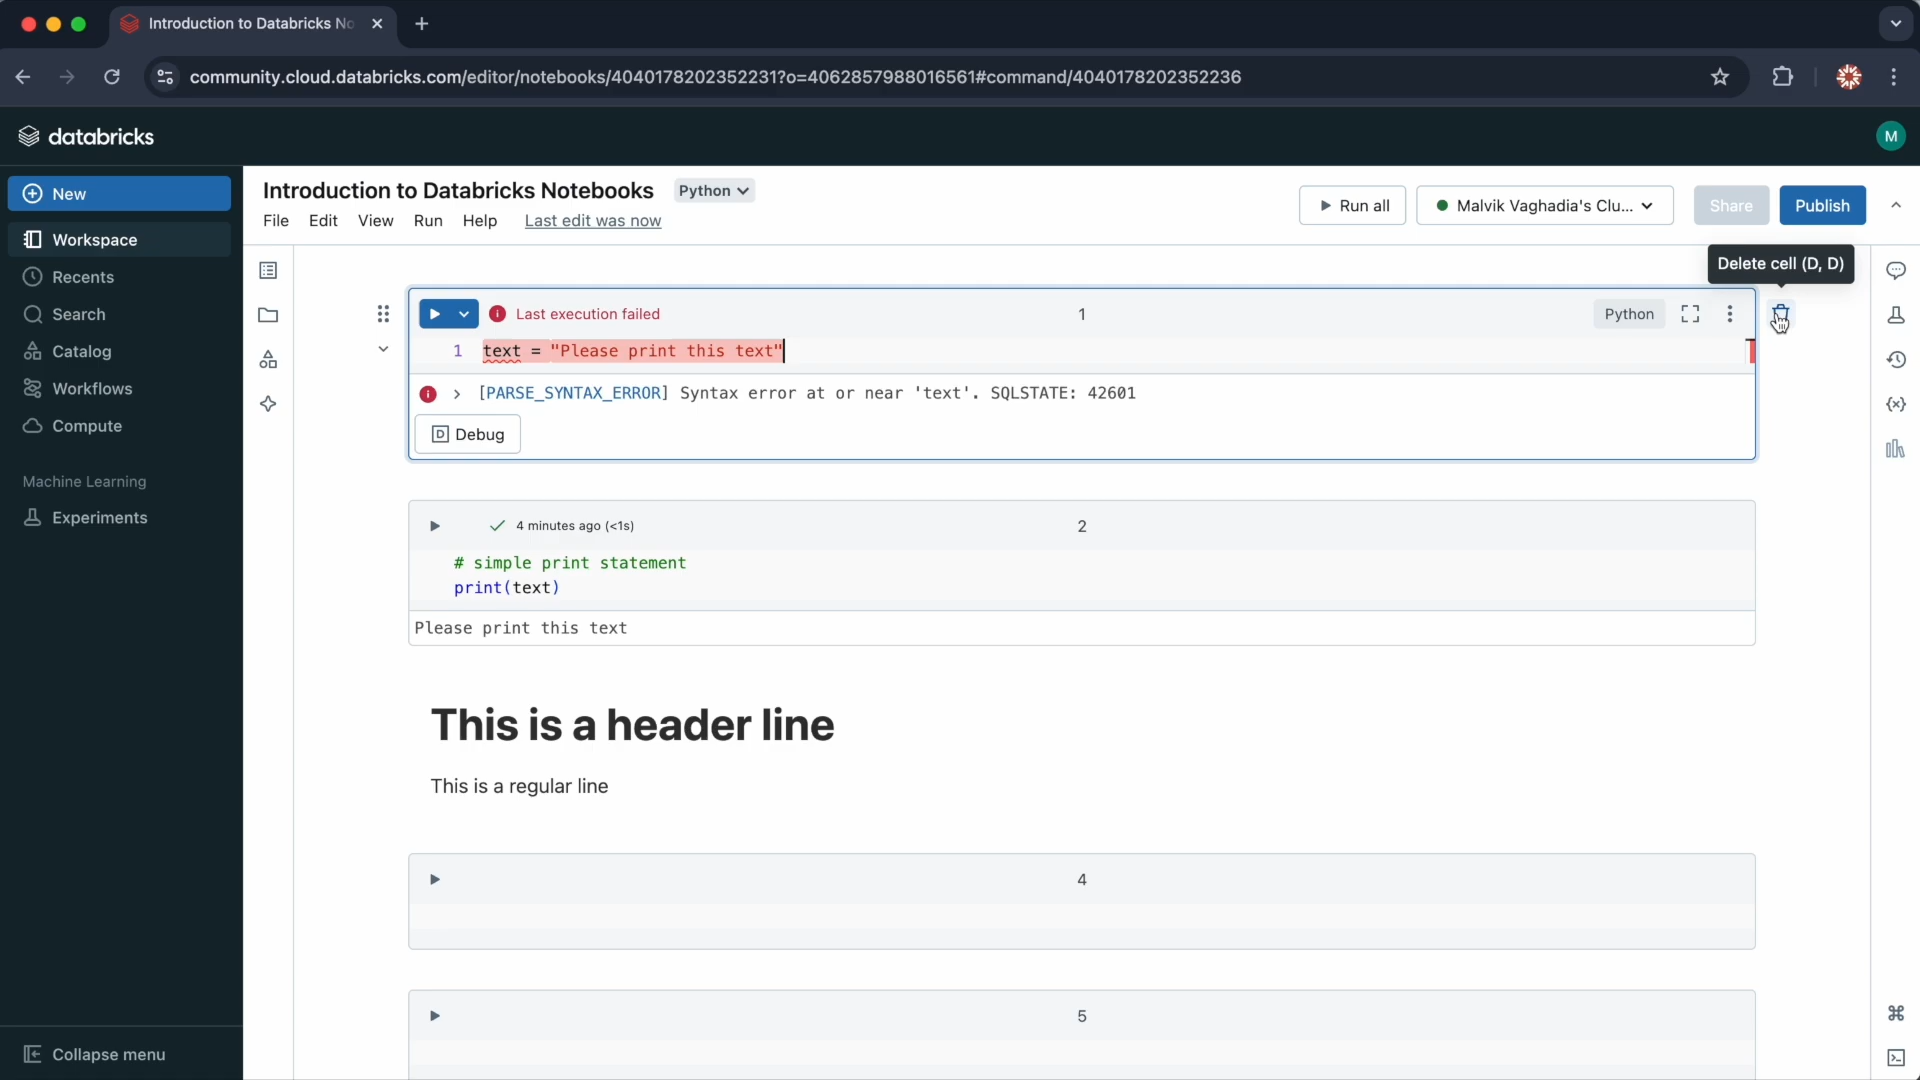 Introduction to Databricks No
community.cloud.databricks.com/editor/notebooks/4040178202352231?o=4062857988016561#command/4040178202352236
databricks
M
New
Workspace
Recents
Search
Catalog
Workflows
Compute
Machine Learning
Experiments
Collapse menu
Introduction to Databricks Notebooks
Python
File Edit View Run Help Last edit was now
Run all
Malvik Vaghadia's Clu...
Share
Publish
Delete cell (D, D)
Last execution failed
1
Python
1 text = "Please print this text"
[PARSE_SYNTAX_ERROR] Syntax error at or near 'text'. SQLSTATE: 42601
D Debug
4 minutes ago (<1s)
2
# simple print statement
print(text)
Please print this text
This is a header line
This is a regular line
4
5